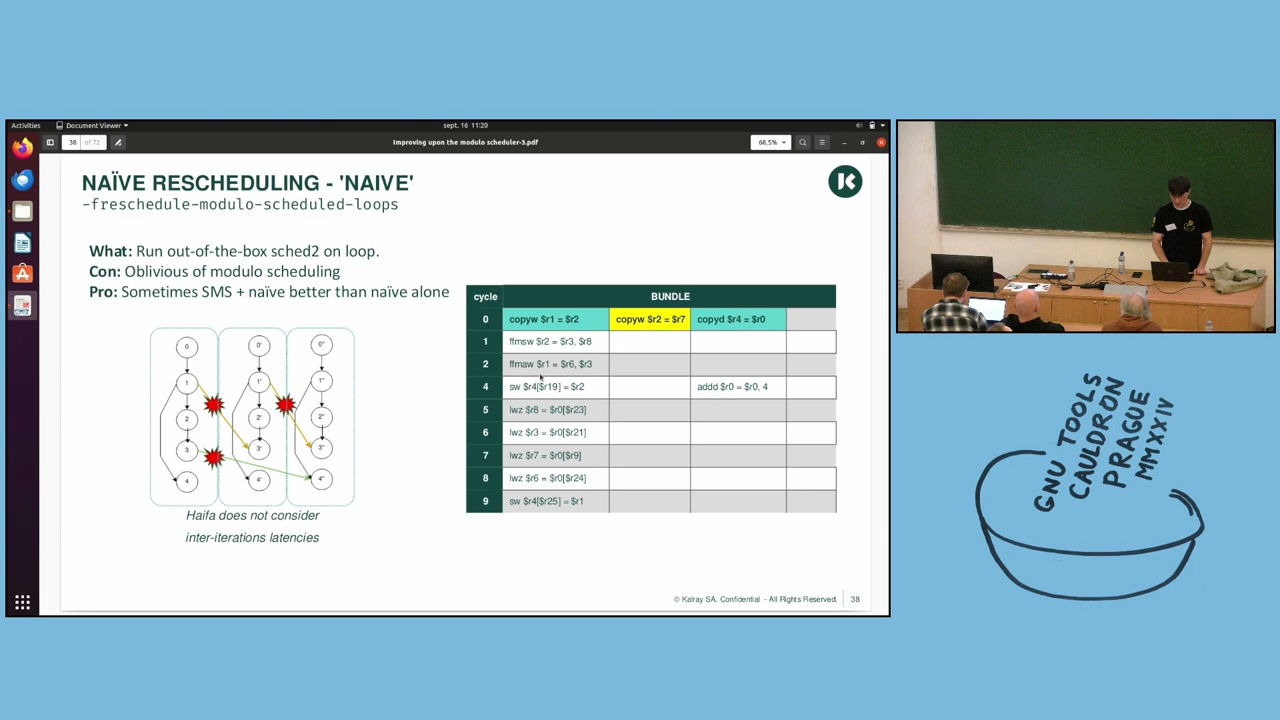 Activities
Document Viewer
sept. 16 11:20
38 of 72
Improving upon the modulo scheduler-3.pdf
68,5%
NAÏVE RESCHEDULING - 'NAIVE'
-freschedule-modulo-scheduled-loops
What: Run out-of-the-box sched2 on loop.
Con: Oblivious of modulo scheduling
Pro: Sometimes SMS + naïve better than naïve alone
0 0' 0"
1 1' 1"
2 2' 2"
3 3' 3"
4 4' 4"
Haifa does not consider
inter-iterations latencies
cycle BUNDLE
0 copyw $r1 = $r2 copyw $r2 = $r7 copyd $r4 = $r0
1 ffmsw $r2 = $r3, $r8
2 ffmaw $r1 = $r6, $r3
4 sw $r4[$r19] = $r2 addd $r0 = $r0, 4
5 lwz $r8 = $r0[$r23]
6 lwz $r3 = $r0[$r21]
7 lwz $r7 = $r0[$r9]
8 lwz $r6 = $r0[$r24]
9 sw $r4[$r25] = $r1
© Kalray SA. Confidential - All Rights Reserved. 38
GNU TOOLS
CAULDRON
PRAGUE
MMXXIV